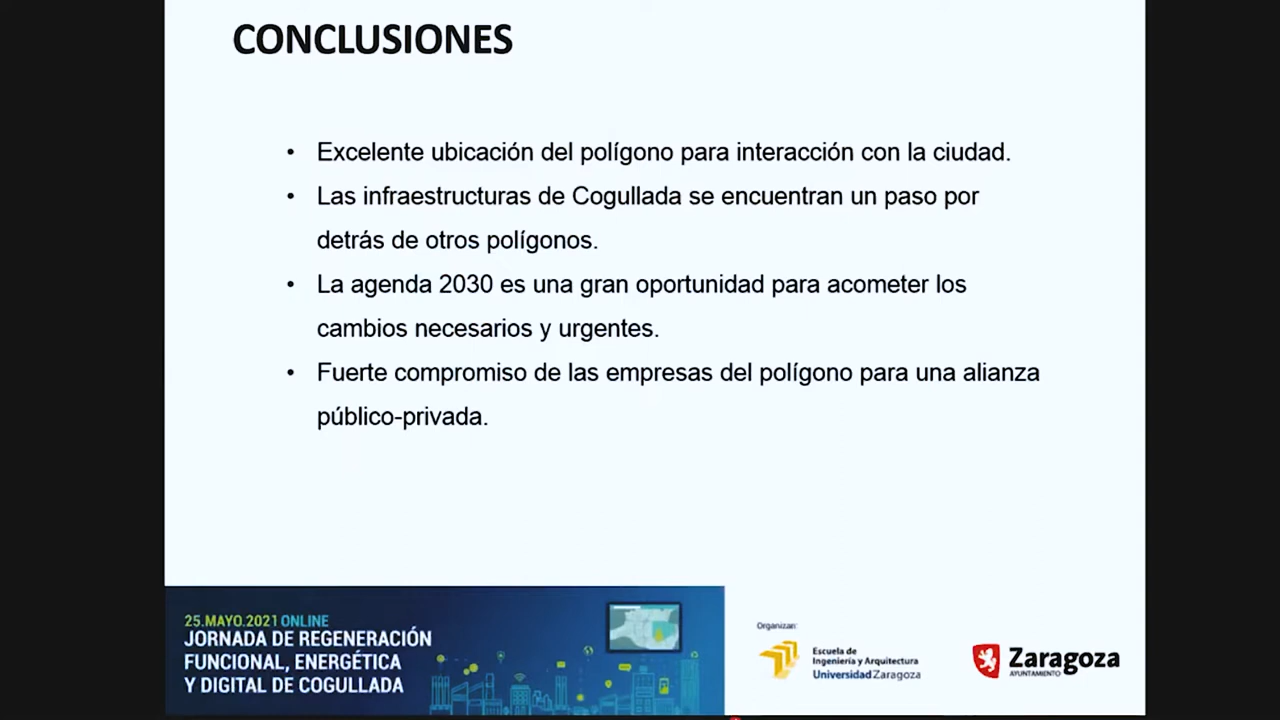 CONCLUSIONES
• Excelente ubicación del polígono para interacción con la ciudad.
• Las infraestructuras de Cogullada se encuentran un paso por
detrás de otros polígonos.
• La agenda 2030 es una gran oportunidad para acometer los
cambios necesarios y urgentes.
• Fuerte compromiso de las empresas del polígono para una alianza
público-privada.
25.MAYO.2021 ONLINE
JORNADA DE REGENERACIÓN
FUNCIONAL, ENERGÉTICA
Y DIGITAL DE COGULLADA
Organizan:
Escuela de
Ingeniería y Arquitectura
Universidad Zaragoza
Zaragoza
AYUNTAMIENTO